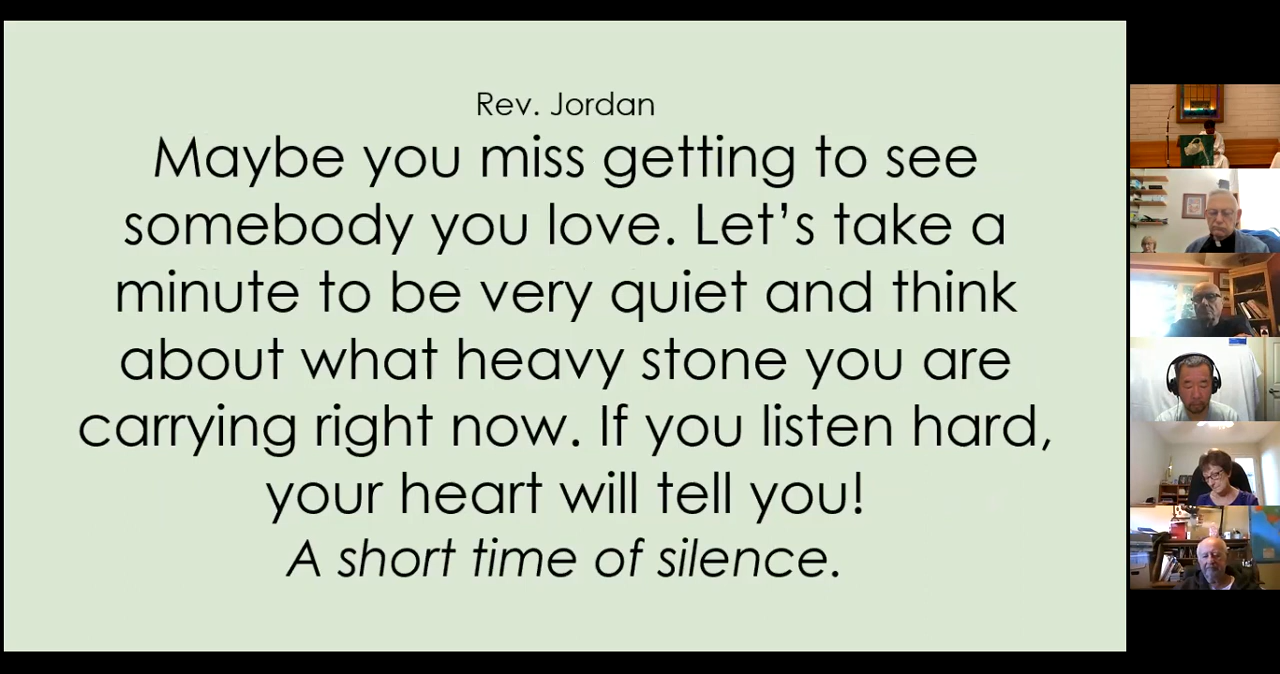 Rev. Jordan
Maybe you miss getting to see
somebody you love. Let’s take a
minute to be very quiet and think
about what heavy stone you are
carrying right now. If you listen hard,
your heart will tell you!
A short time of silence.